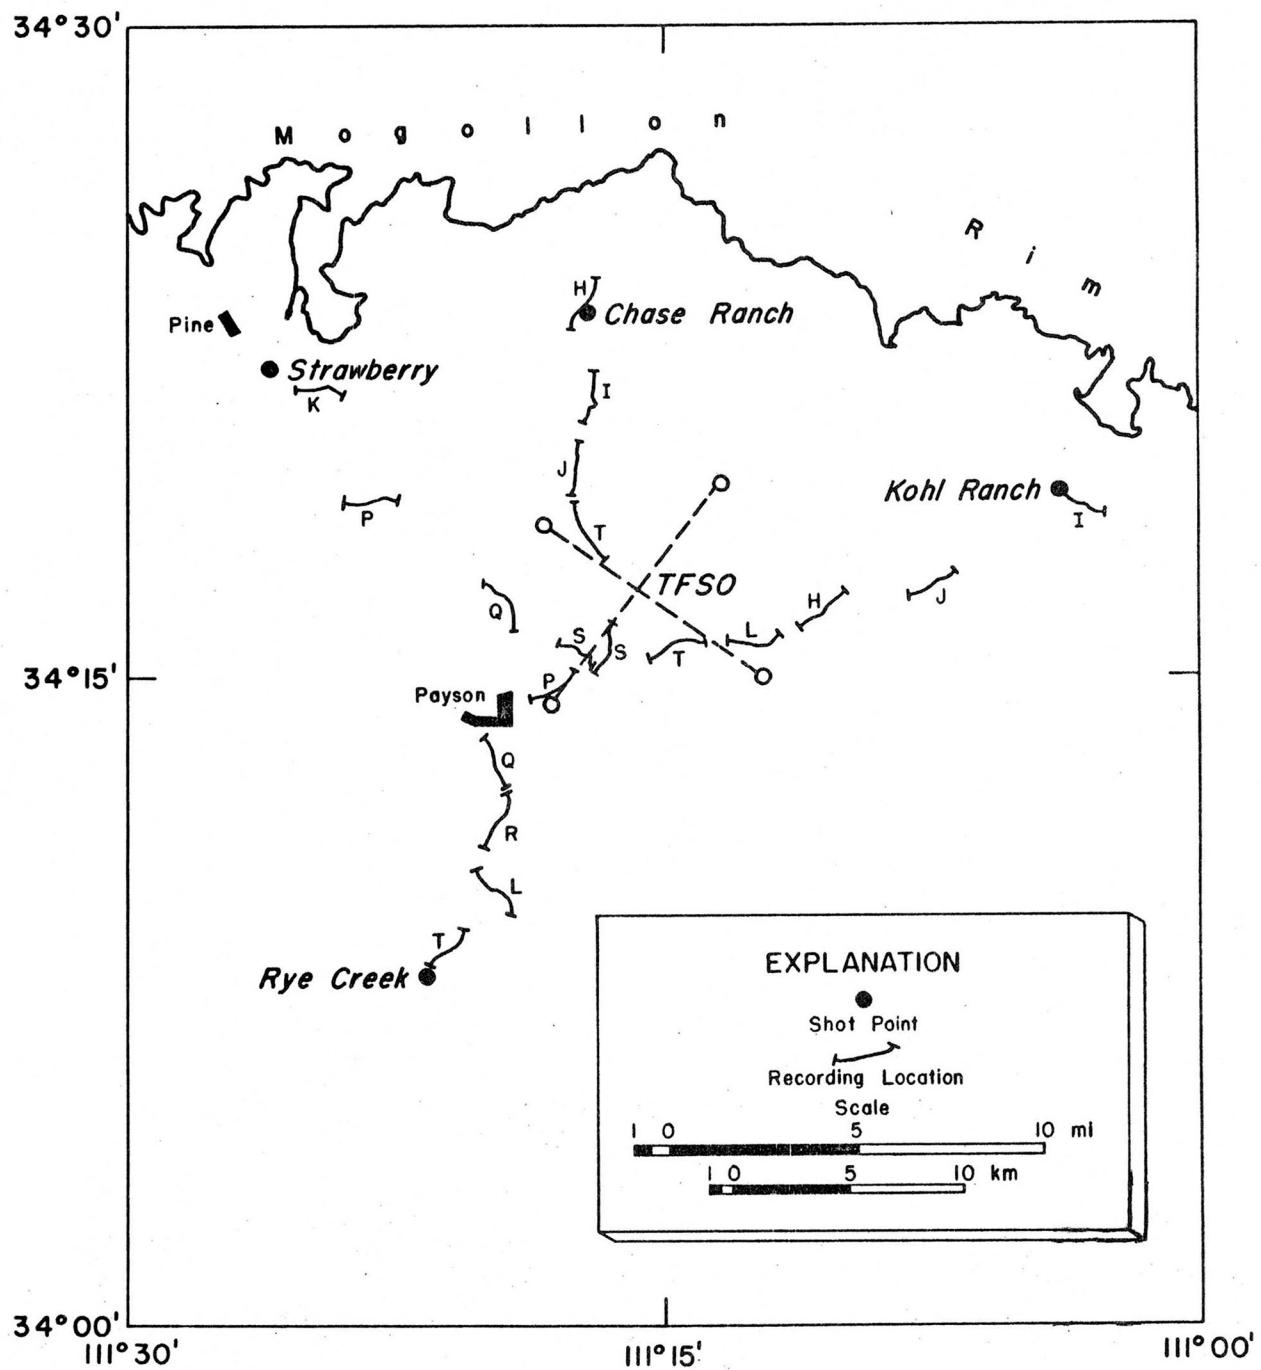 34°30'
M o g o l l o n
R i m
H
Chase Ranch
Pine
Strawberry
K
I
J
Kohl Ranch
I
P
T
TFSO
Q
H
J
S
S
L
T
34°15'
P
Payson
Q
R
L
T
Rye Creek
EXPLANATION
Shot Point
Recording Location
Scale
1 0 5 10 mi
1 0 5 10 km
34°00'
111°30' 111°15' 111°00'